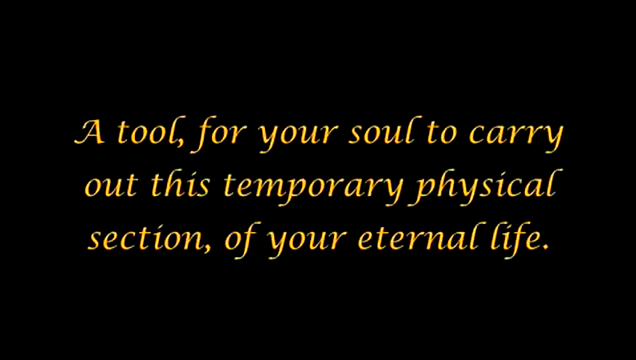 A tool, for your soul to carry
out this temporary physical
section, of your eternal life.